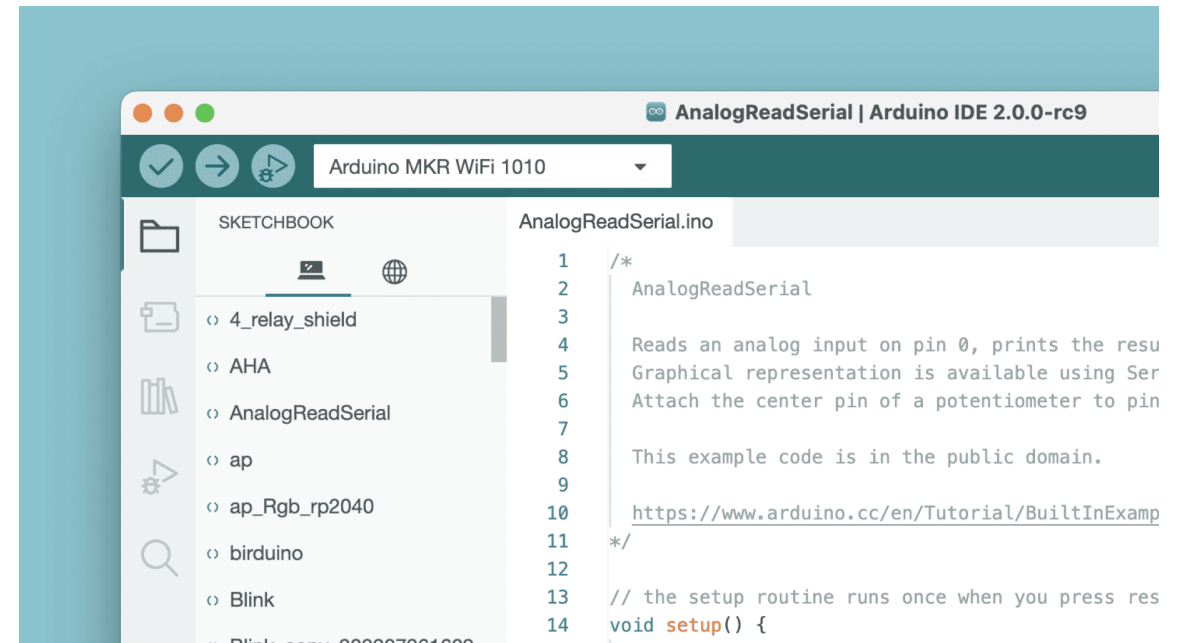 AnalogReadSerial | Arduino IDE 2.0.0-rc9
Arduino MKR WiFi 1010
SKETCHBOOK
4_relay_shield
AHA
AnalogReadSerial
ap
ap_Rgb_rp2040
birduino
Blink
AnalogReadSerial.ino
1 /*
2 AnalogReadSerial
3
4 Reads an analog input on pin 0, prints the resu
5 Graphical representation is available using Ser
6 Attach the center pin of a potentiometer to pin
7
8 This example code is in the public domain.
9
10 https://www.arduino.cc/en/Tutorial/BuiltInExamp
11 */
12
13 // the setup routine runs once when you press res
14 void setup() {